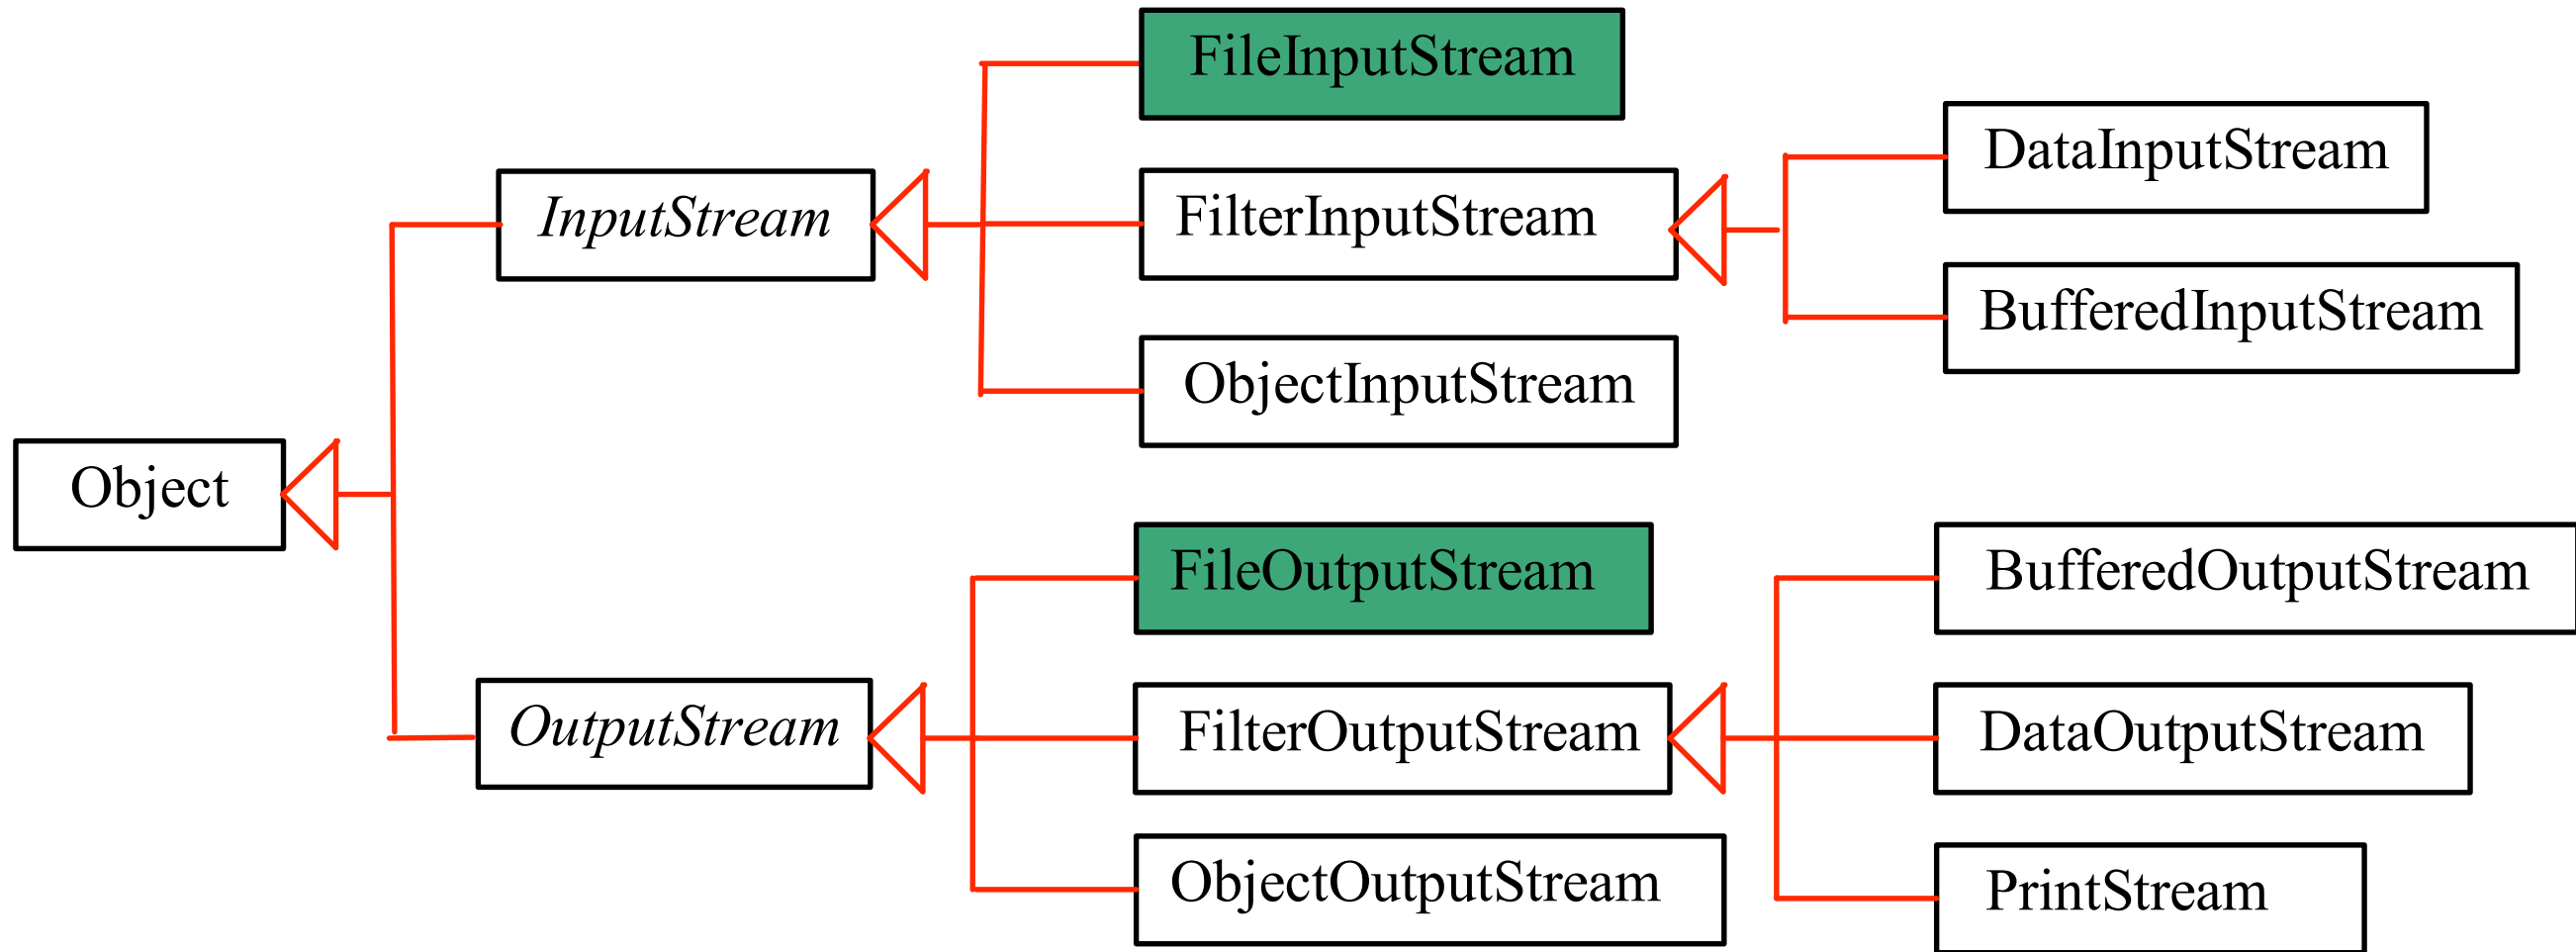 FileInputStream
DataInputStream
InputStream
FilterInputStream
BufferedInputStream
ObjectInputStream
Object
FileOutputStream
BufferedOutputStream
OutputStream
FilterOutputStream
DataOutputStream
ObjectOutputStream
PrintStream